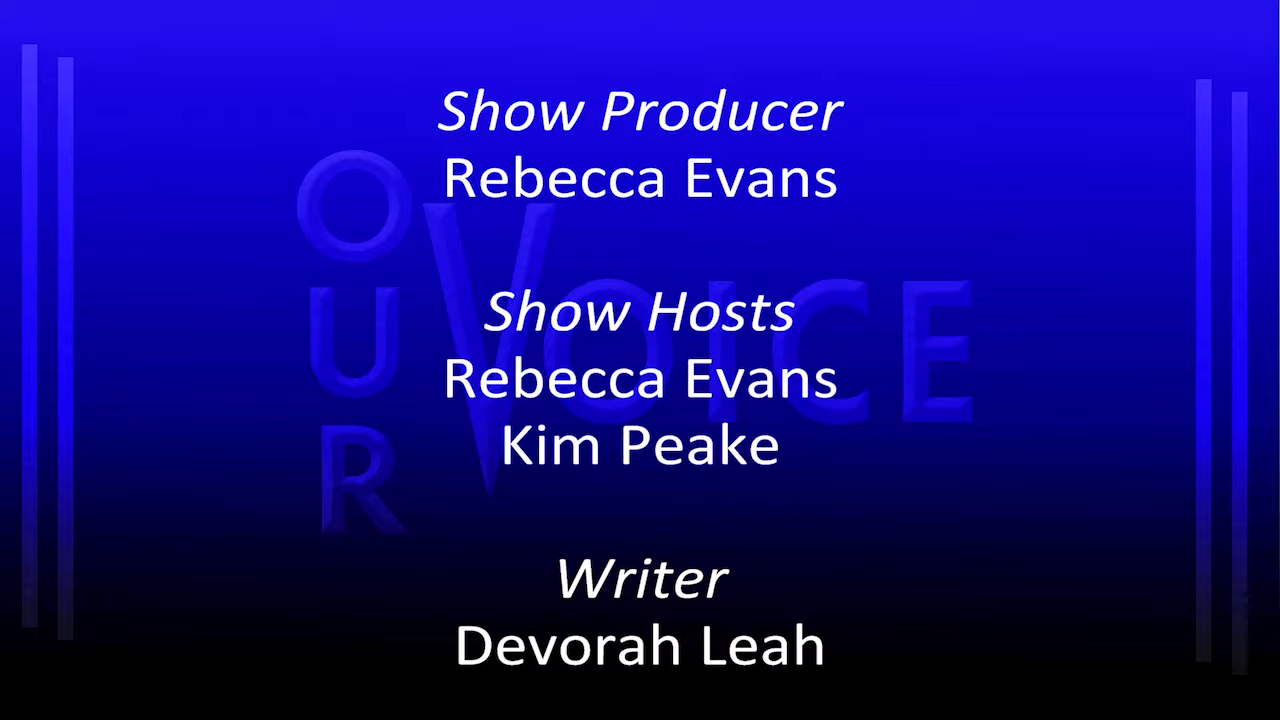 Show Producer
Rebecca Evans
OUR VOICE
Show Hosts
Rebecca Evans
Kim Peake
Writer
Devorah Leah